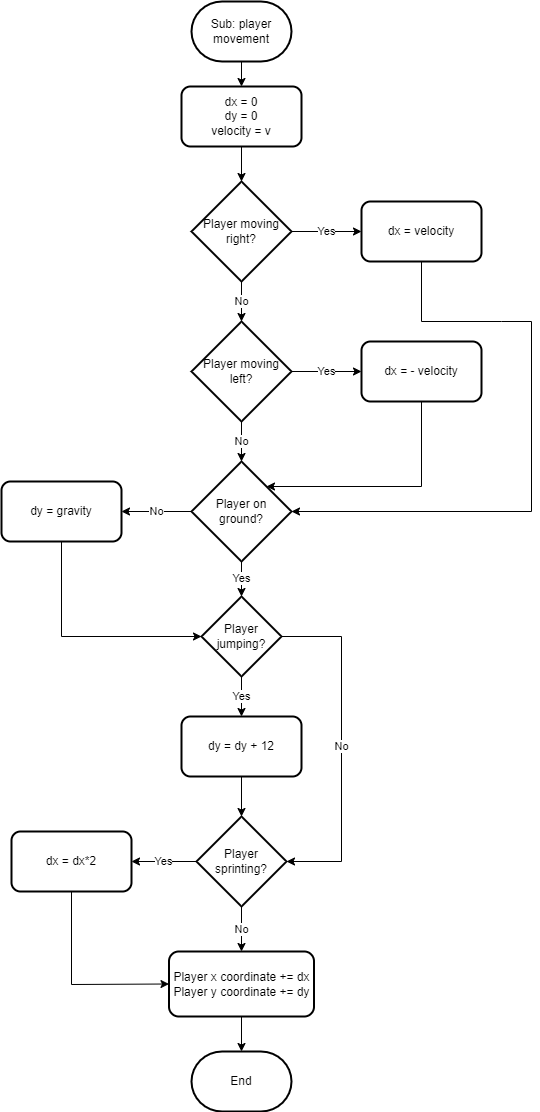 Sub: player
movement
dx = 0
dy = 0
velocity = v
Player moving
right?
Yes
dx = velocity
No
Player moving
left?
Yes
dx = - velocity
No
Player on
ground?
No
dy = gravity
Yes
Player
jumping?
Yes
No
dy = dy + 12
Player
sprinting?
Yes
dx = dx*2
No
Player x coordinate += dx
Player y coordinate += dy
End